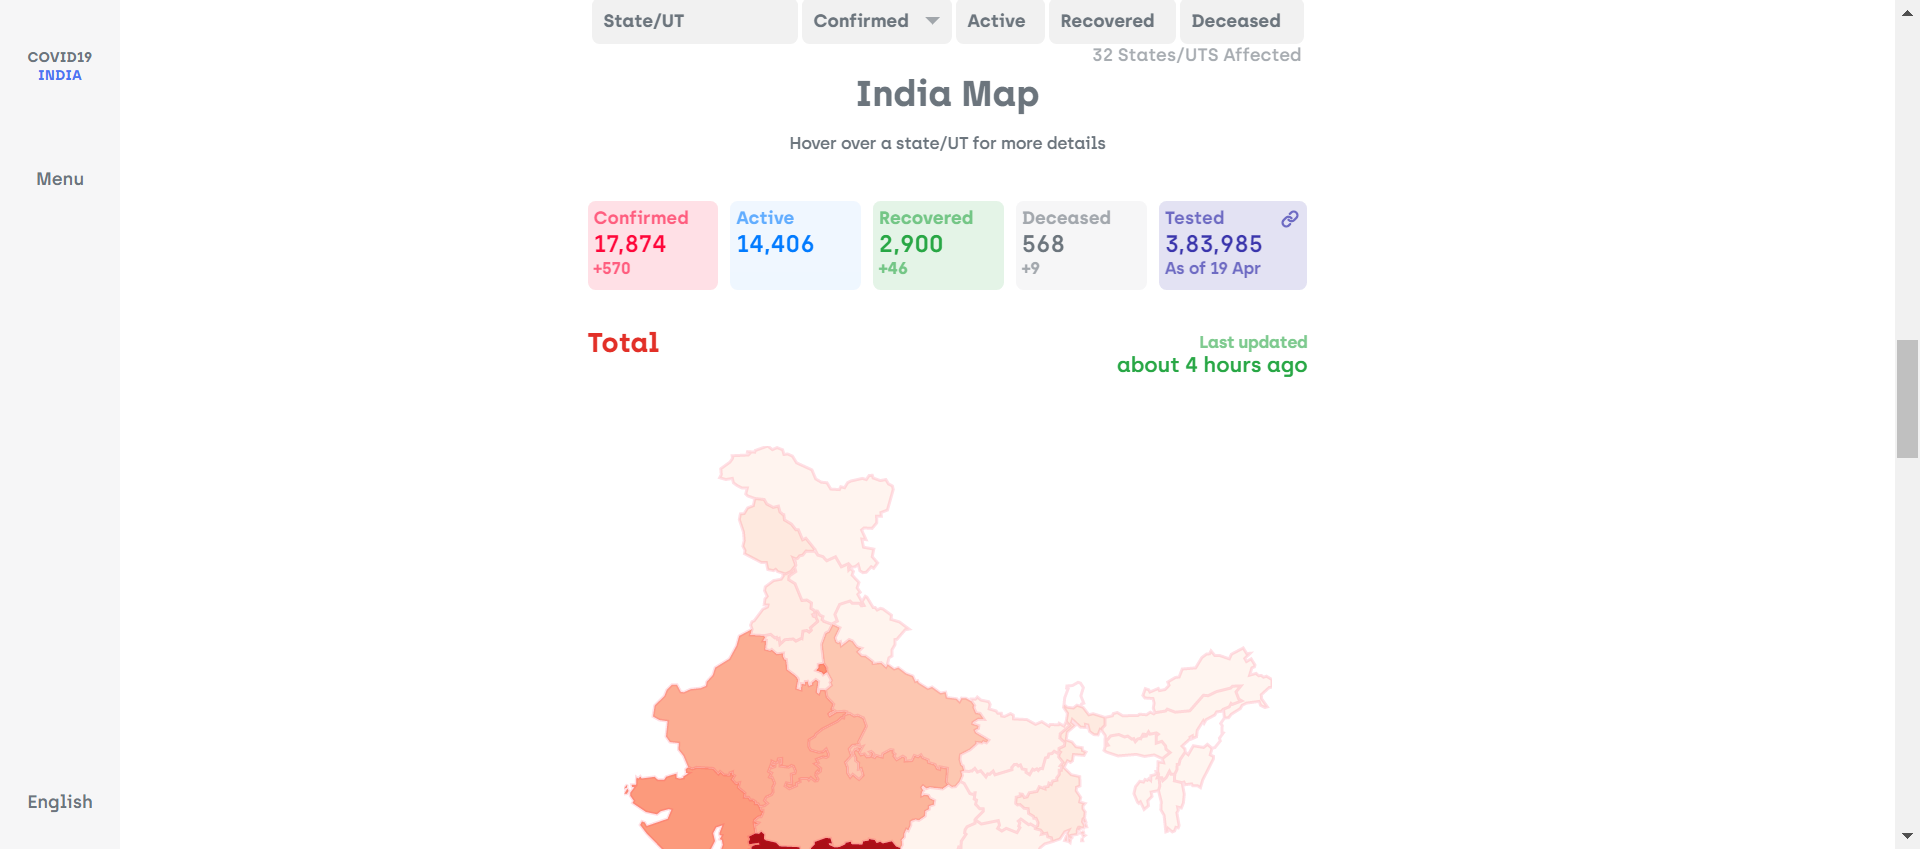 COVID19
INDIA
Menu
English
State/UT
Confirmed
Active
Recovered
Deceased
32 States/UTS Affected
India Map
Hover over a state/UT for more details
Confirmed
17,874
+570
Active
14,406
Recovered
2,900
+46
Deceased
568
+9
Tested
3,83,985
As of 19 Apr
Total
Last updated
about 4 hours ago